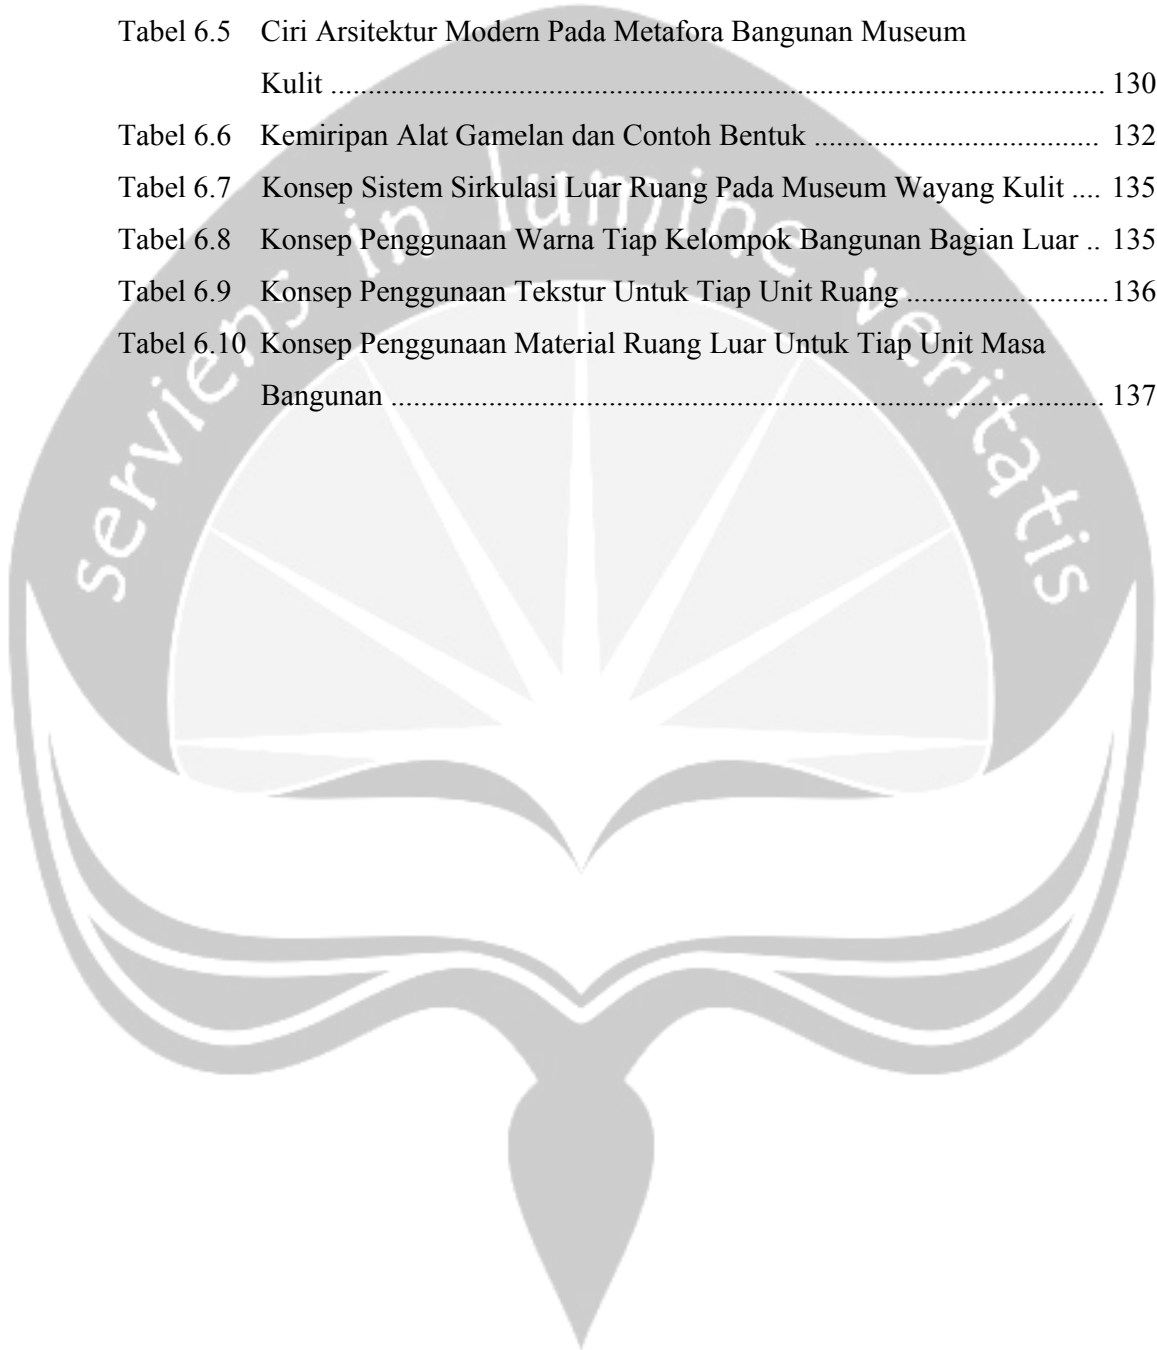 Tabel 6.5 Ciri Arsitektur Modern Pada Metafora Bangunan Museum
Kulit ........................................................................................................ 130
Tabel 6.6 Kemiripan Alat Gamelan dan Contoh Bentuk ...................................... 132
Tabel 6.7 Konsep Sistem Sirkulasi Luar Ruang Pada Museum Wayang Kulit .... 135
Tabel 6.8 Konsep Penggunaan Warna Tiap Kelompok Bangunan Bagian Luar .. 135
Tabel 6.9 Konsep Penggunaan Tekstur Untuk Tiap Unit Ruang ...........................136
Tabel 6.10 Konsep Penggunaan Material Ruang Luar Untuk Tiap Unit Masa
Bangunan ................................................................................................ 137
serviens in lumine veritatis